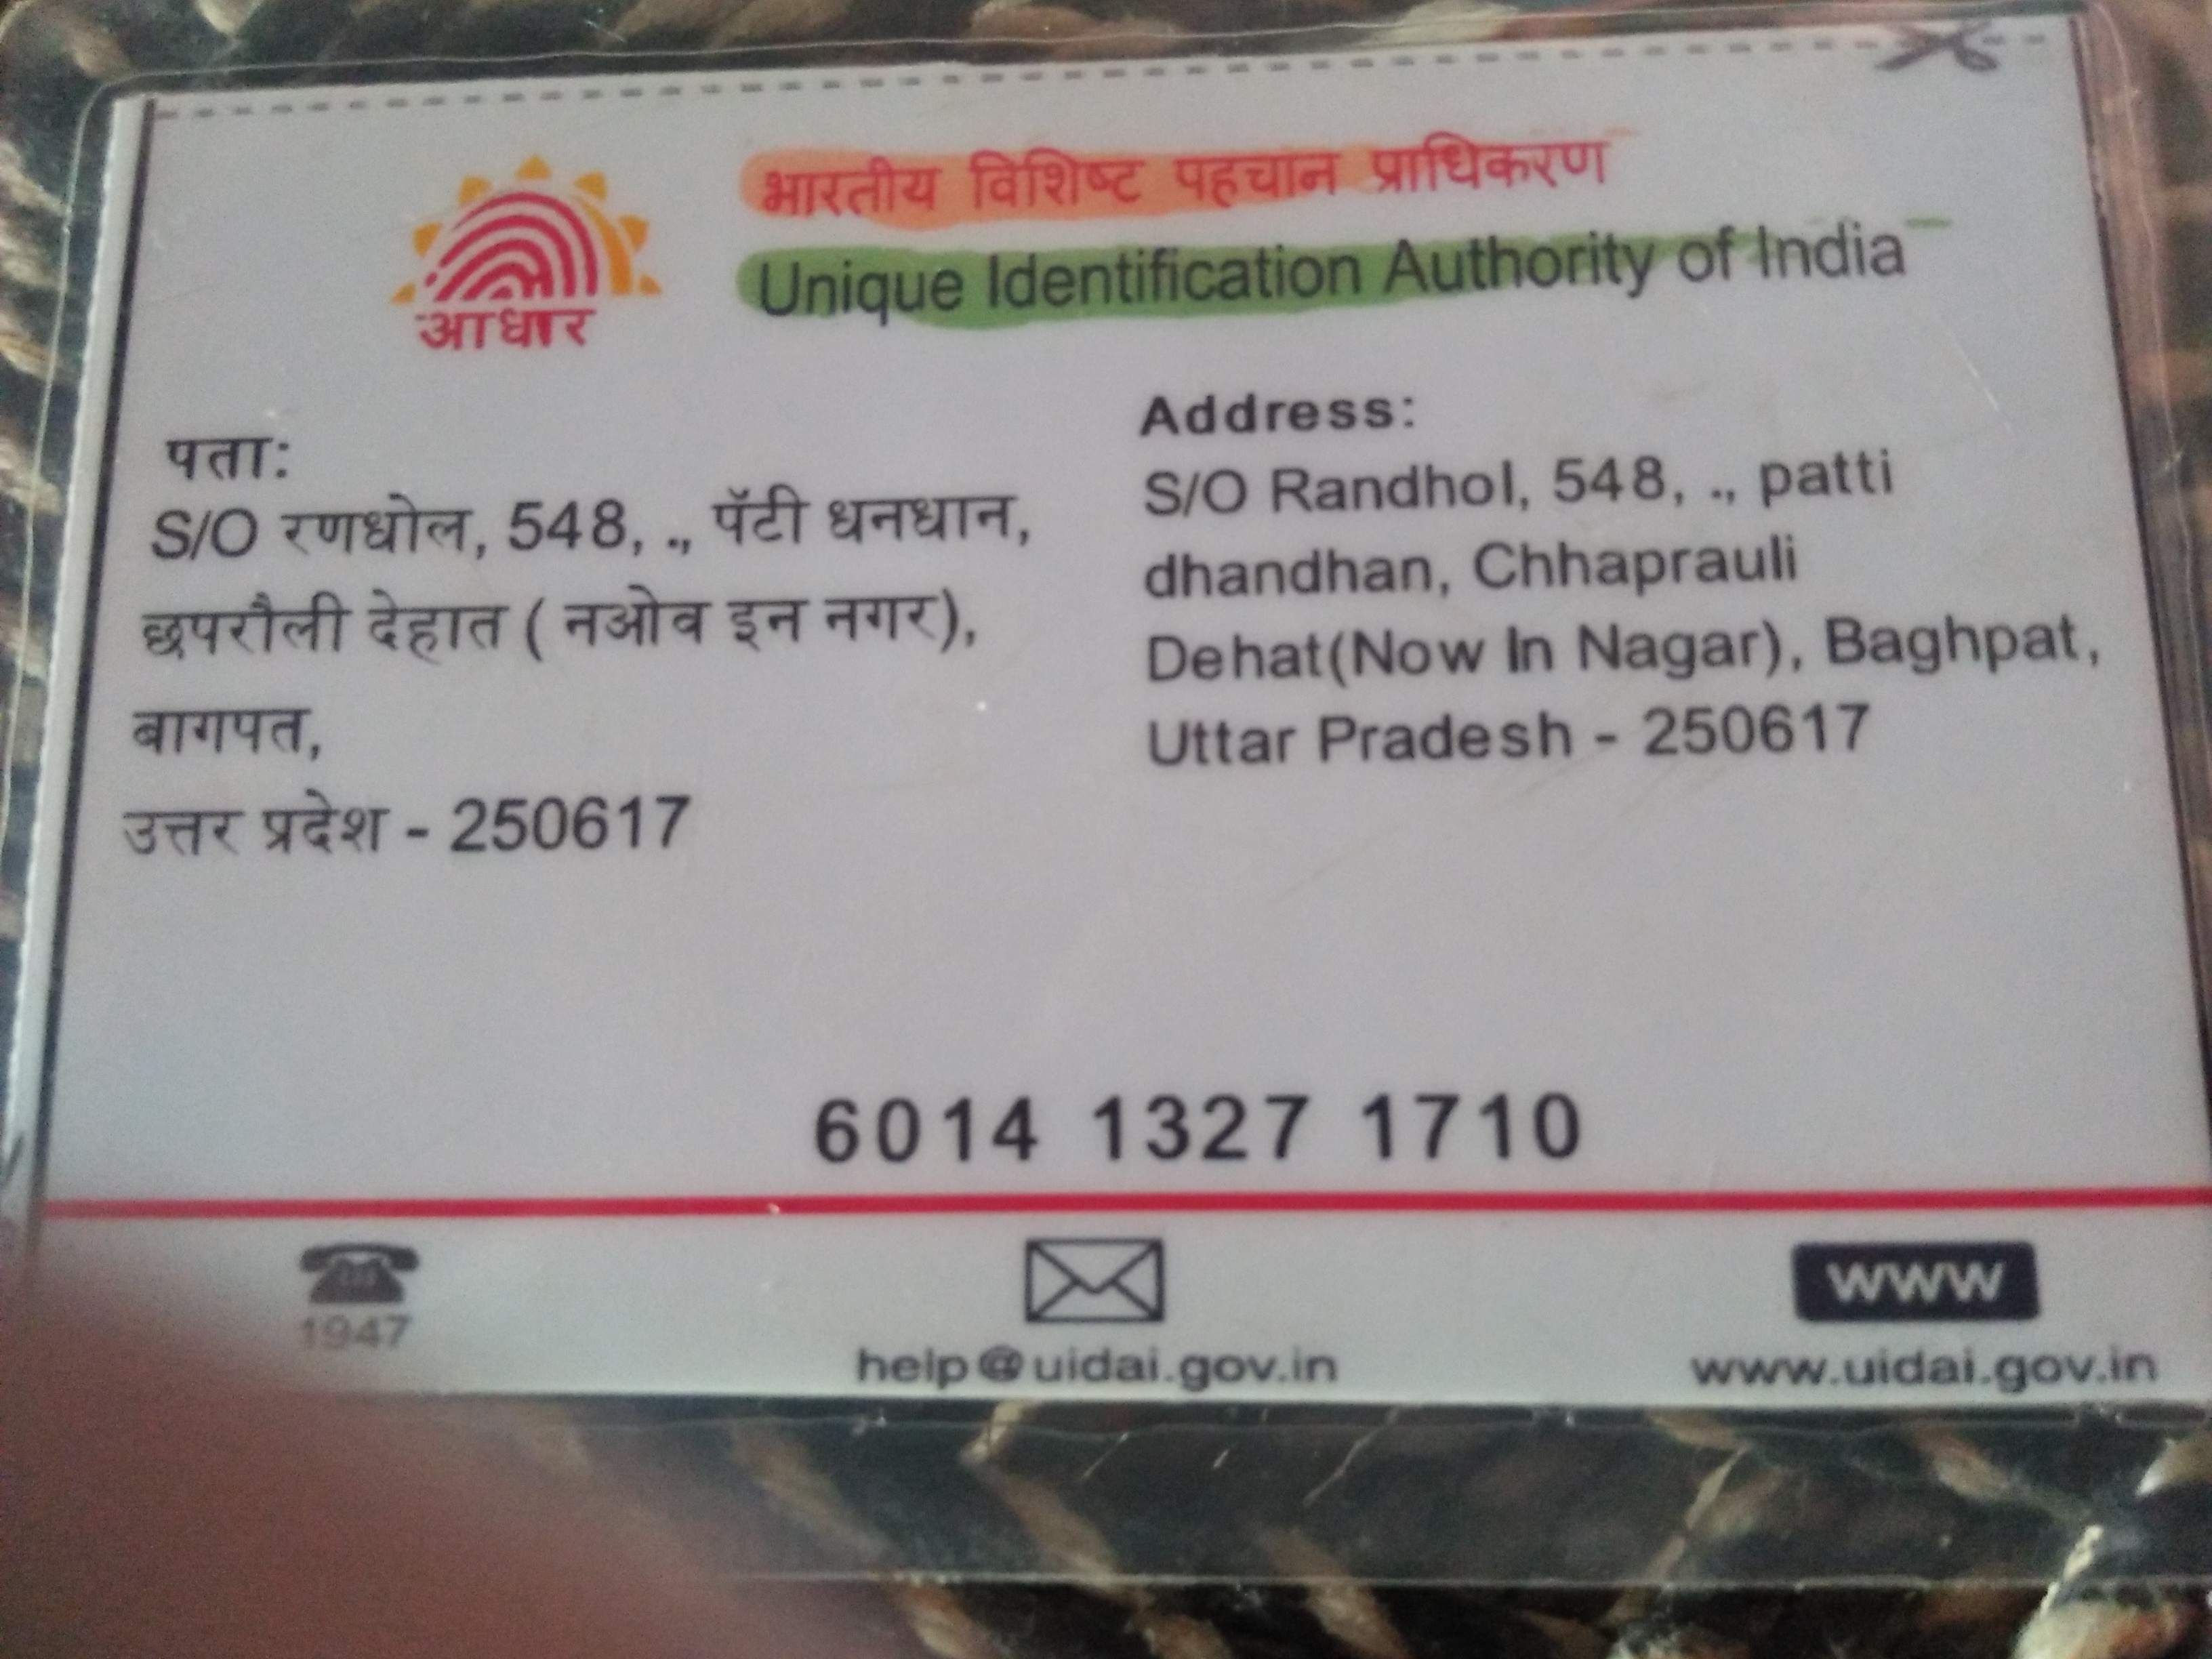 भारतीय विशिष्ट पहचान प्राधिकरण
Unique Identification Authority of India
आधार
पता:
S/O रणधोल, 548, ., पॅटी धनधान,
छपरौली देहात ( नओव इन नगर),
बागपत,
उत्तर प्रदेश - 250617
Address:
S/O Randhol, 548, ., patti
dhandhan, Chhaprauli
Dehat(Now In Nagar), Baghpat,
Uttar Pradesh - 250617
6014 1327 1710
1947
help@uidai.gov.in
www
www.uidai.gov.in